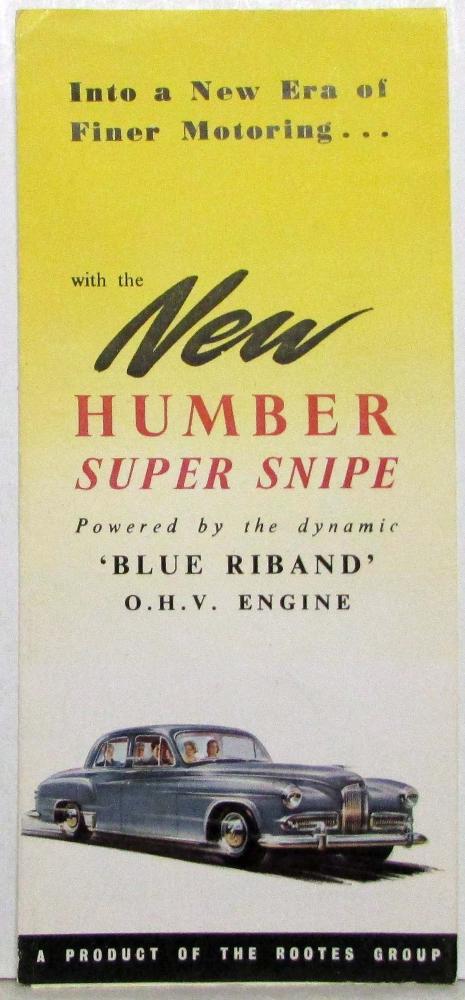 Into a New Era of
Finer Motoring...
with the
New
HUMBER
SUPER SNIPE
Powered by the dynamic
‘BLUE RIBAND’
O.H.V. ENGINE
A PRODUCT OF THE ROOTES GROUP